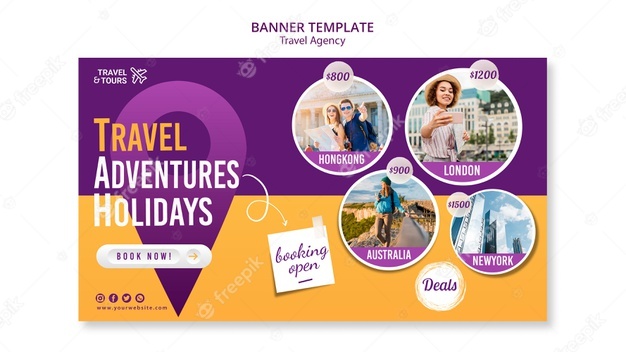 BANNER TEMPLATE
Travel Agency
TRAVEL
& TOURS
TRAVEL
ADVENTURES
HOLIDAYS
BOOK NOW!
www.yourwebsite.com
$800
HONGKONG
$1200
LONDON
$900
AUSTRALIA
$1500
NEWYORK
booking
open
Deals
freepik